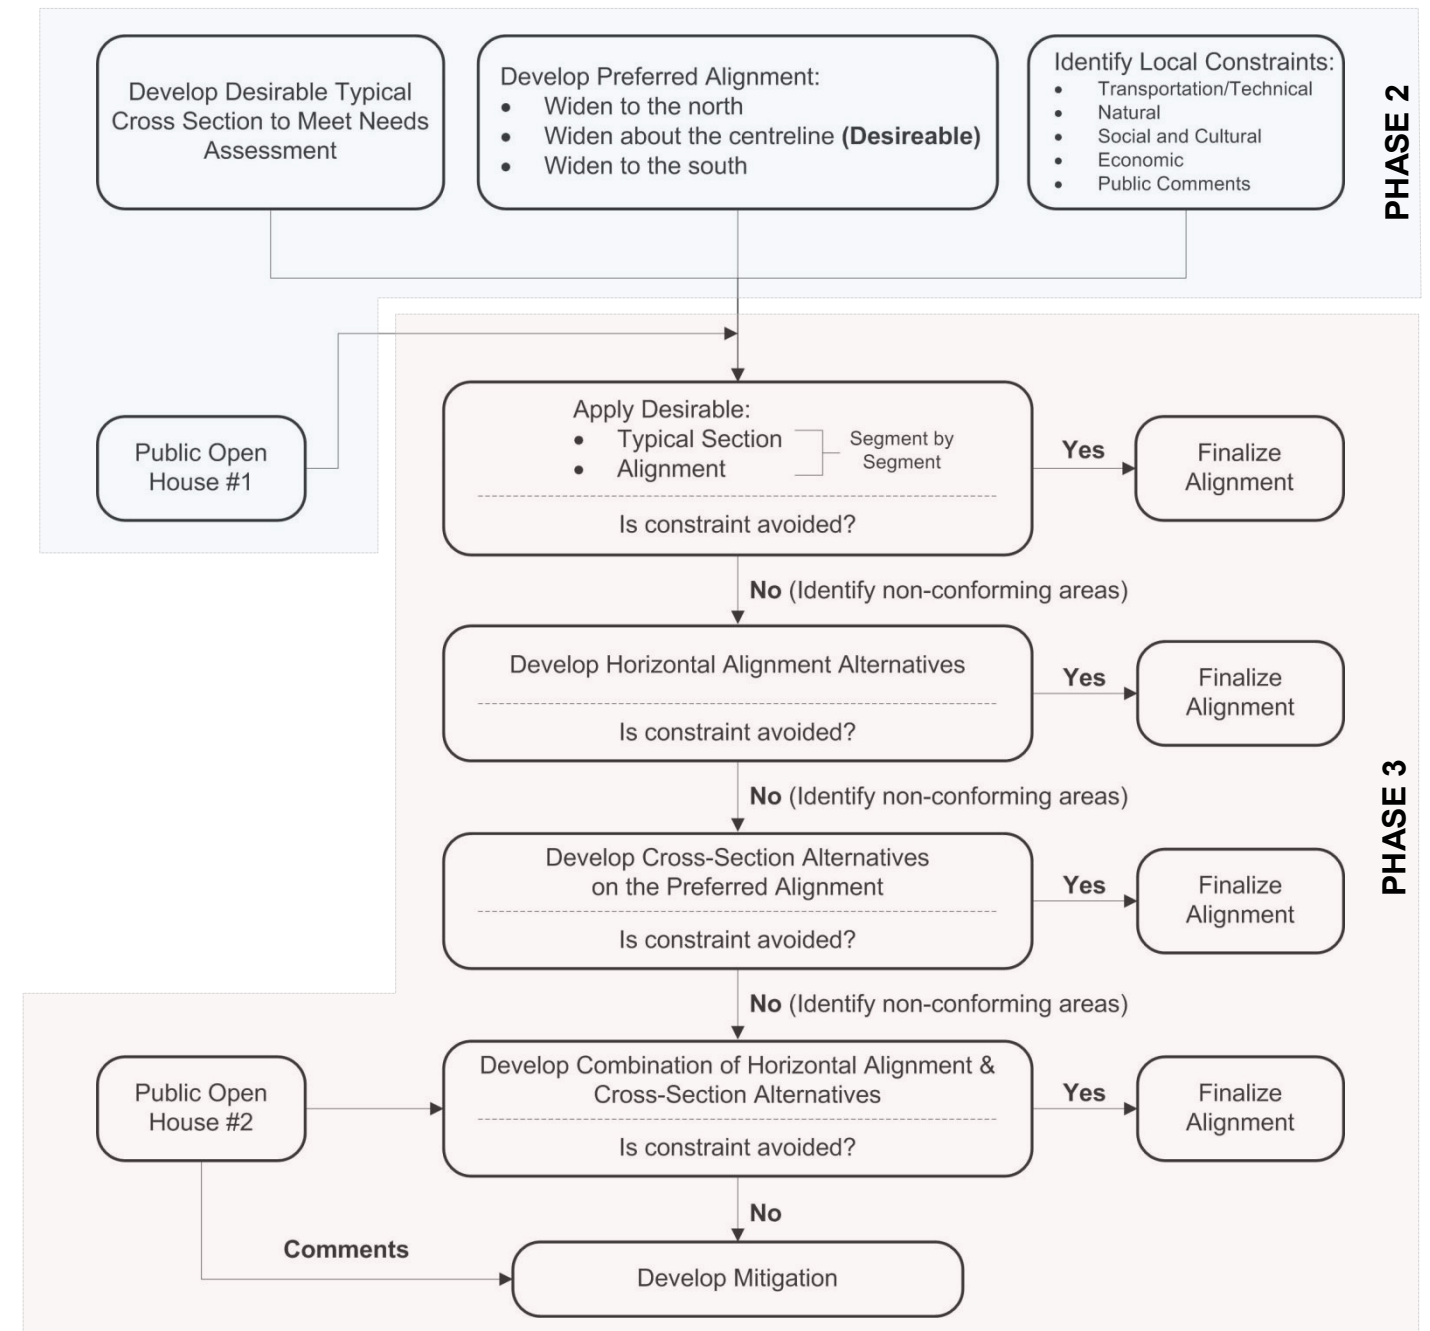 Develop Desirable Typical
Cross Section to Meet Needs
Assessment
Develop Preferred Alignment:
• Widen to the north
• Widen about the centreline (Desireable)
• Widen to the south
Identify Local Constraints:
• Transportation/Technical
• Natural
• Social and Cultural
• Economic
• Public Comments
PHASE 2
Public Open
House #1
Apply Desirable:
• Typical Section
• Alignment
Segment by
Segment
Is constraint avoided?
Yes
Finalize
Alignment
No (Identify non-conforming areas)
Develop Horizontal Alignment Alternatives
Is constraint avoided?
Yes
Finalize
Alignment
No (Identify non-conforming areas)
PHASE 3
Develop Cross-Section Alternatives
on the Preferred Alignment
Is constraint avoided?
Yes
Finalize
Alignment
No (Identify non-conforming areas)
Public Open
House #2
Develop Combination of Horizontal Alignment &
Cross-Section Alternatives
Is constraint avoided?
Yes
Finalize
Alignment
No
Comments
Develop Mitigation